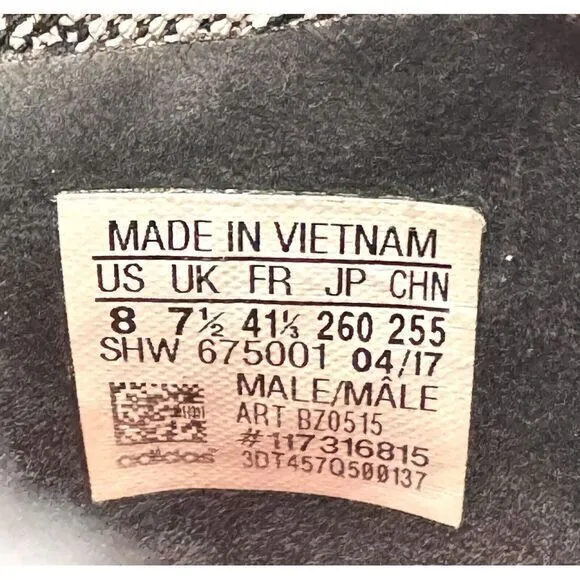 MADE IN VIETNAM
US UK FR JP CHN
8 7½ 41⅓ 260 255
SHW 675001 04/17
MALE/MÂLE
ART BZ0515
#117316815
adidas 3DT457Q500137